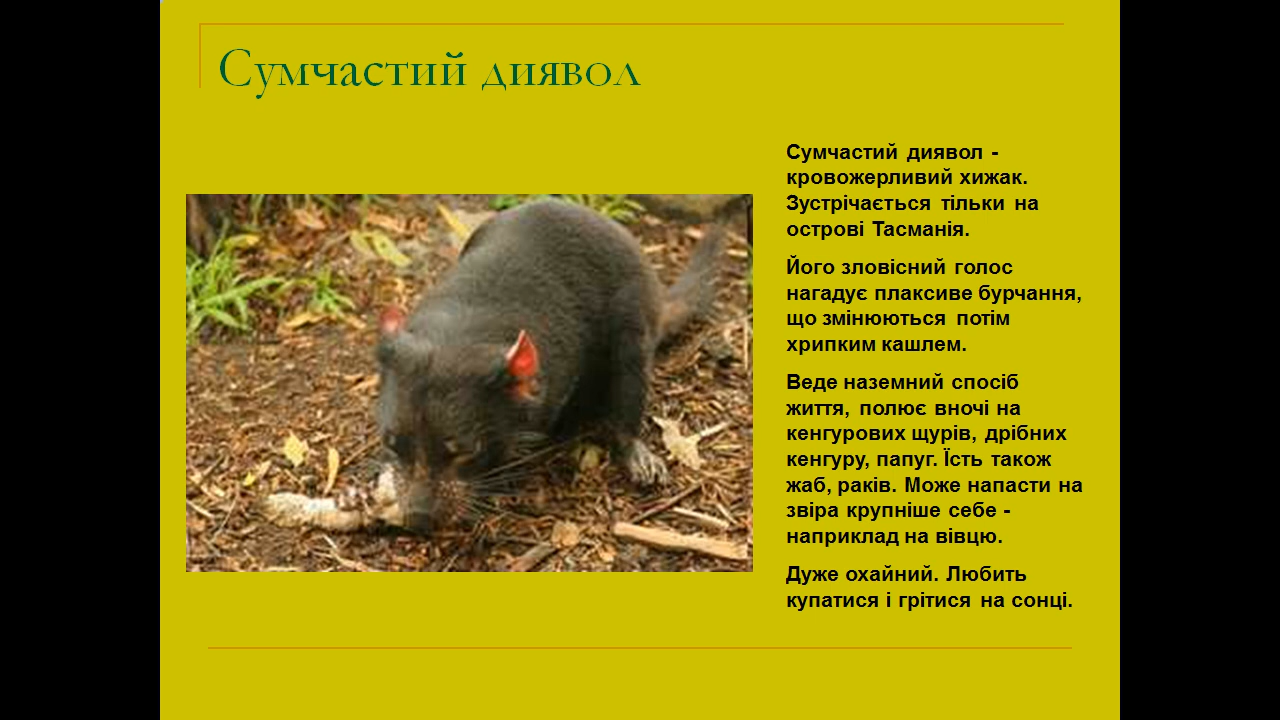 Сумчастий диявол
Сумчастий диявол -
кровожерливий хижак.
Зустрічається тільки на
острові Тасманія.
Його зловісний голос
нагадує плаксиве бурчання,
що змінюються потім
хрипким кашлем.
Веде наземний спосіб
життя, полює вночі на
кенгурових щурів, дрібних
кенгуру, папуг. Їсть також
жаб, раків. Може напасти на
звіра крупніше себе -
наприклад на вівцю.
Дуже охайний. Любить
купатися і грітися на сонці.